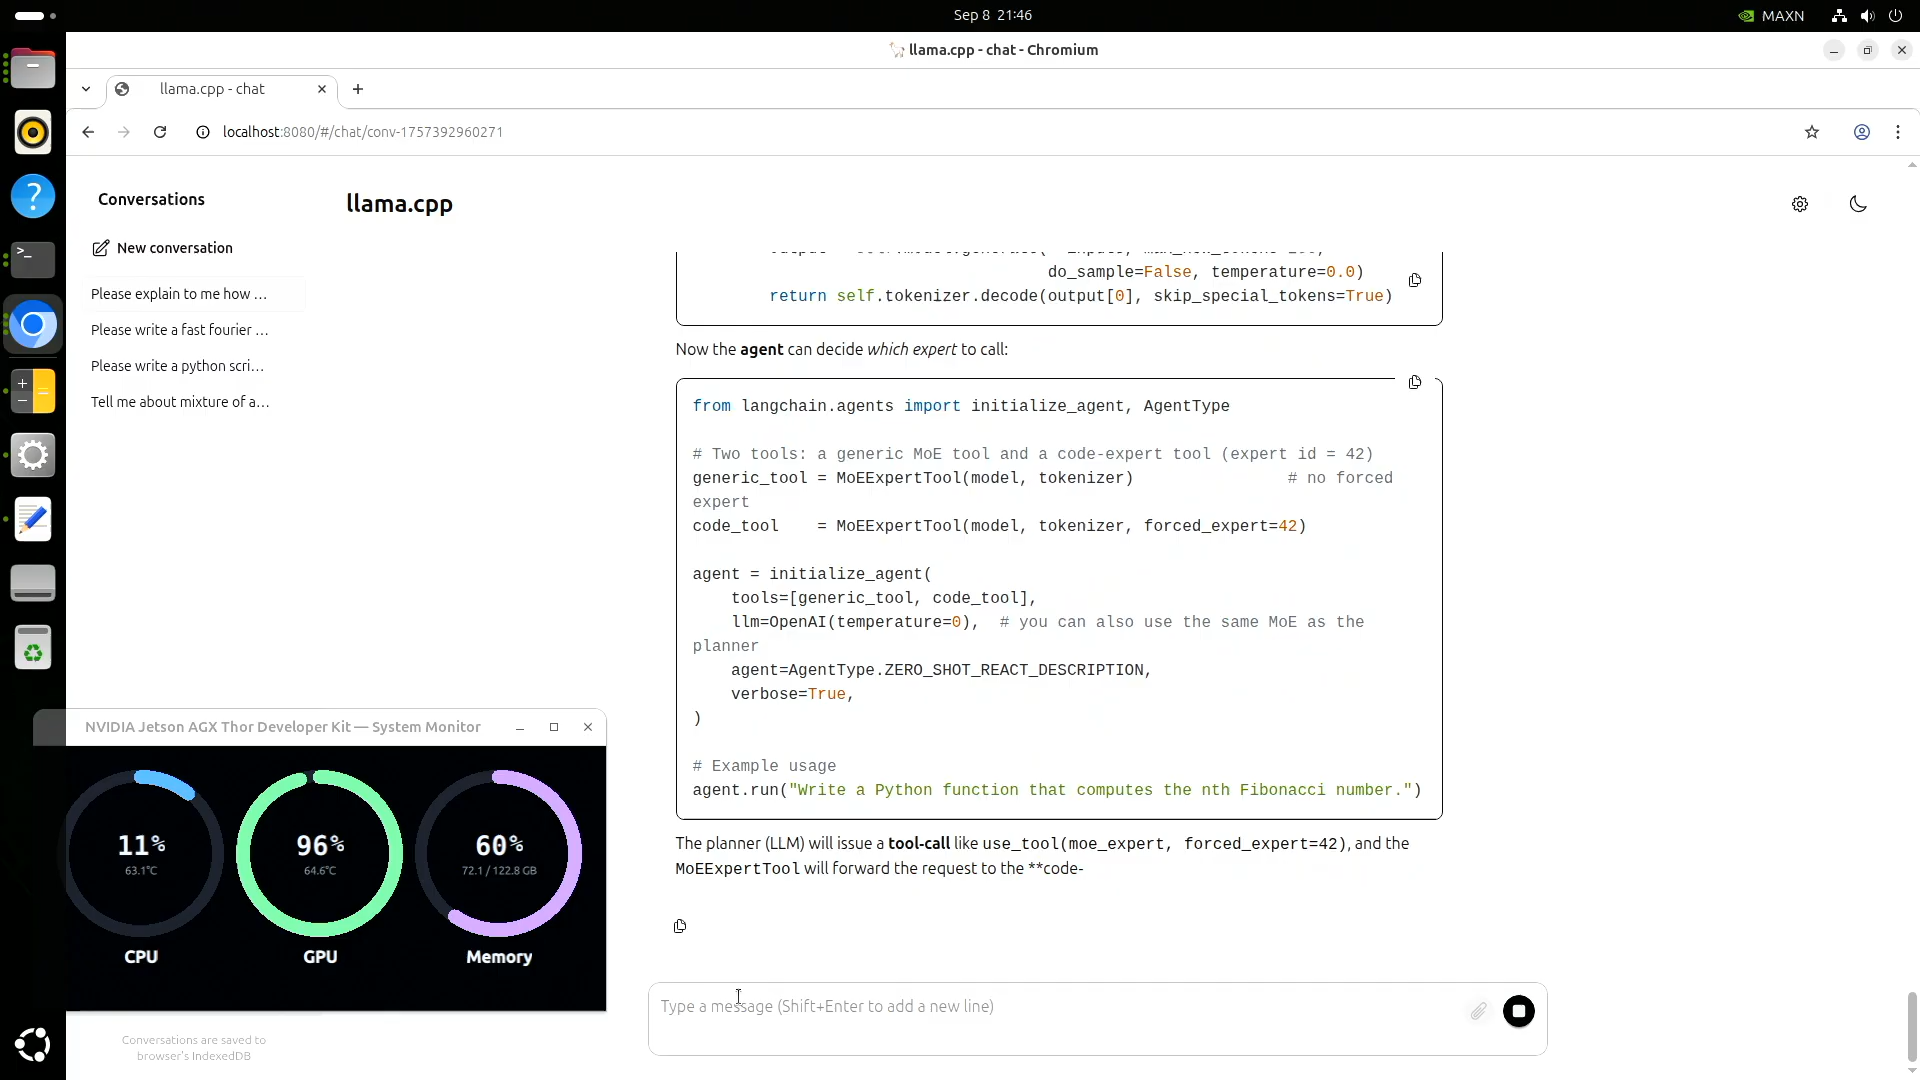 Sep 8 21:46
MAXN
llama.cpp - chat - Chromium
llama.cpp - chat
localhost:8080/#/chat/conv-1757392960271
Conversations
New conversation
Please explain to me how ...
Please write a fast fourier ...
Please write a python scri...
Tell me about mixture of a...
llama.cpp
do_sample=False, temperature=0.0)
return self.tokenizer.decode(output[0], skip_special_tokens=True)
Now the agent can decide which expert to call:
from langchain.agents import initialize_agent, AgentType
# Two tools: a generic MoE tool and a code-expert tool (expert id = 42)
generic_tool = MoEExpertTool(model, tokenizer) # no forced
expert
code_tool = MoEExpertTool(model, tokenizer, forced_expert=42)
agent = initialize_agent(
tools=[generic_tool, code_tool],
llm=OpenAI(temperature=0), # you can also use the same MoE as the
planner
agent=AgentType.ZERO_SHOT_REACT_DESCRIPTION,
verbose=True,
)
# Example usage
agent.run("Write a Python function that computes the nth Fibonacci number.")
The planner (LLM) will issue a tool-call like use_tool(moe_expert, forced_expert=42), and the
MoEExpertTool will forward the request to the **code-
Type a message (Shift+Enter to add a new line)
NVIDIA Jetson AGX Thor Developer Kit — System Monitor
11%
63.1°C
CPU
96%
64.6°C
GPU
60%
72.1 / 122.8 GB
Memory
Conversations are saved to
browser's IndexedDB